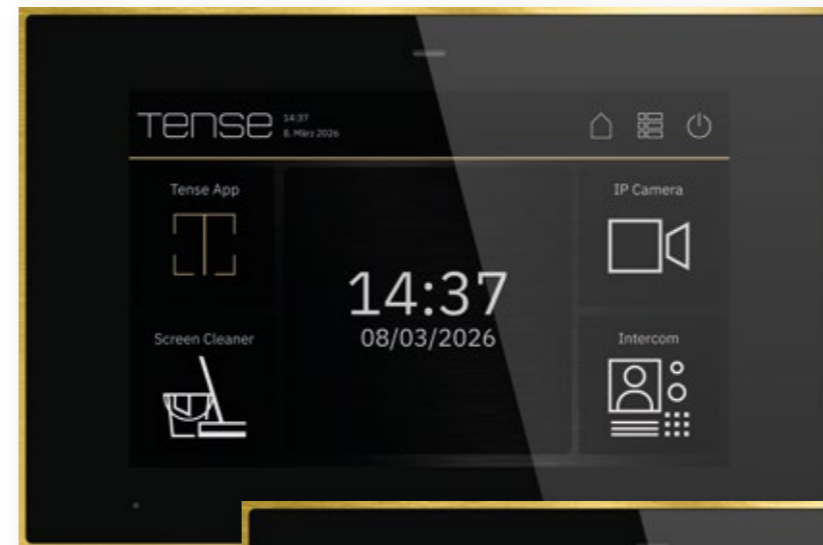 Tense
14:37
8. März 2026
Tense App
IP Camera
14:37
08/03/2026
Screen Cleaner
Intercom